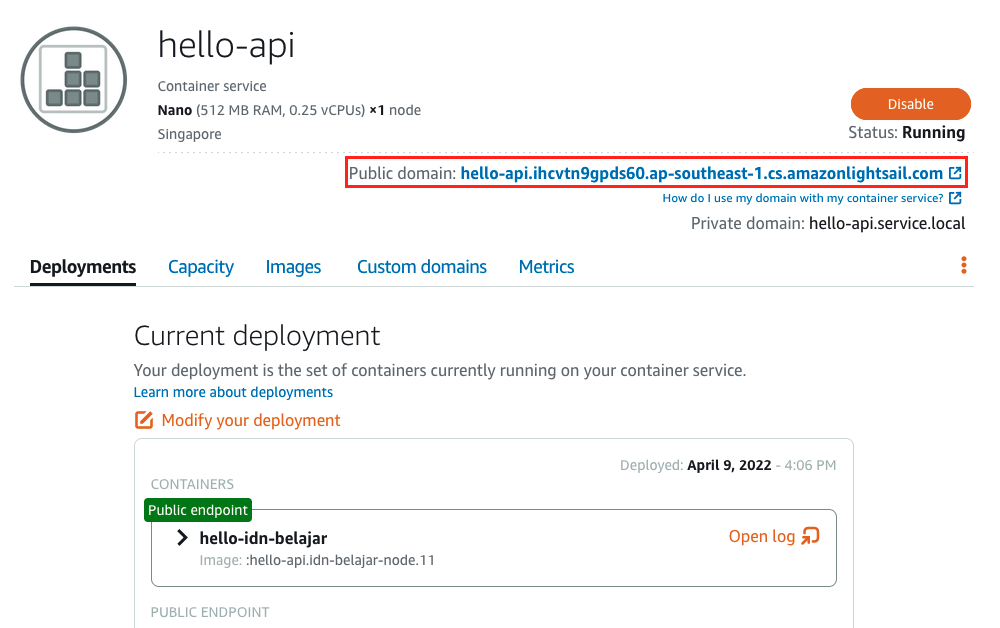 hello-api
Container service
Nano (512 MB RAM, 0.25 vCPUs) ×1 node
Singapore
Disable
Status: Running
Public domain: hello-api.ihcvtn9gpds60.ap-southeast-1.cs.amazonlightsail.com
How do I use my domain with my container service?
Private domain: hello-api.service.local
Deployments Capacity Images Custom domains Metrics
Current deployment
Your deployment is the set of containers currently running on your container service.
Learn more about deployments
Modify your deployment
Deployed: April 9, 2022 - 4:06 PM
CONTAINERS
Public endpoint
hello-idn-belajar
Open log
Image: :hello-api.idn-belajar-node.11
PUBLIC ENDPOINT